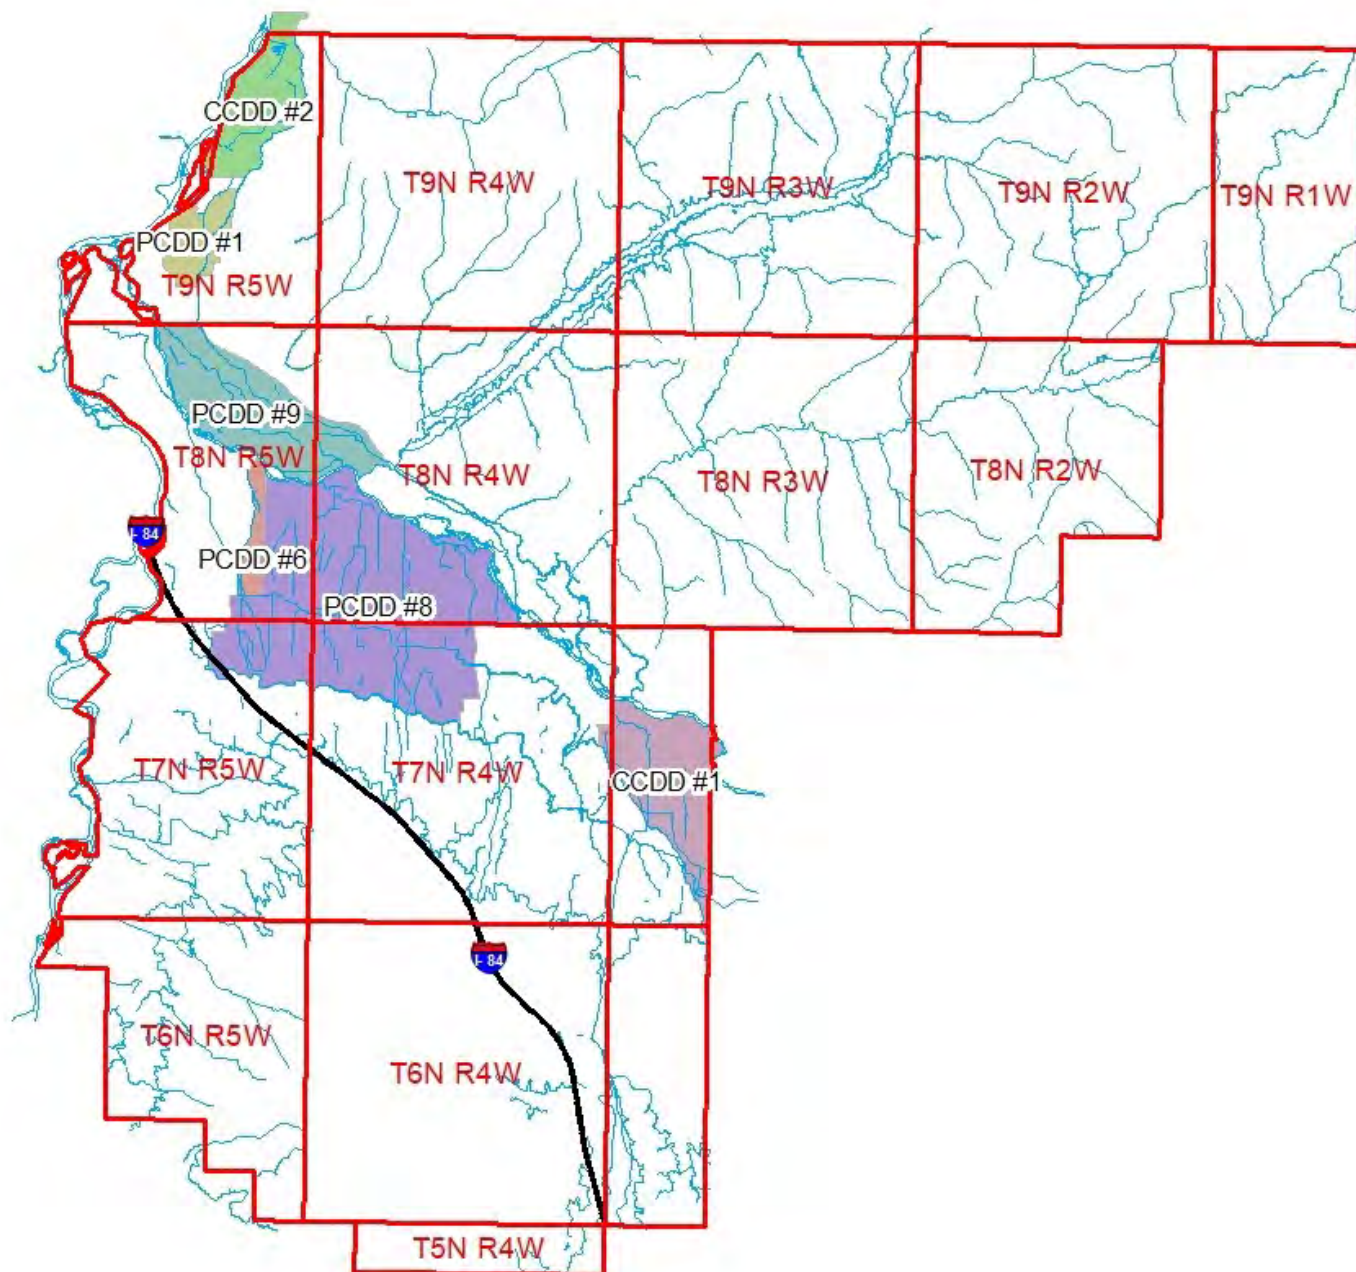 CCDD #2
T9N R4W
T9N R3W
T9N R2W
T9N R1W
PCDD #1
T9N R5W
PCDD #9
T8N R5W
T8N R4W
T8N R3W
T8N R2W
I- 84
PCDD #6
PCDD #8
T7N R5W
T7N R4W
CCDD #1
I- 84
T6N R5W
T6N R4W
T5N R4W